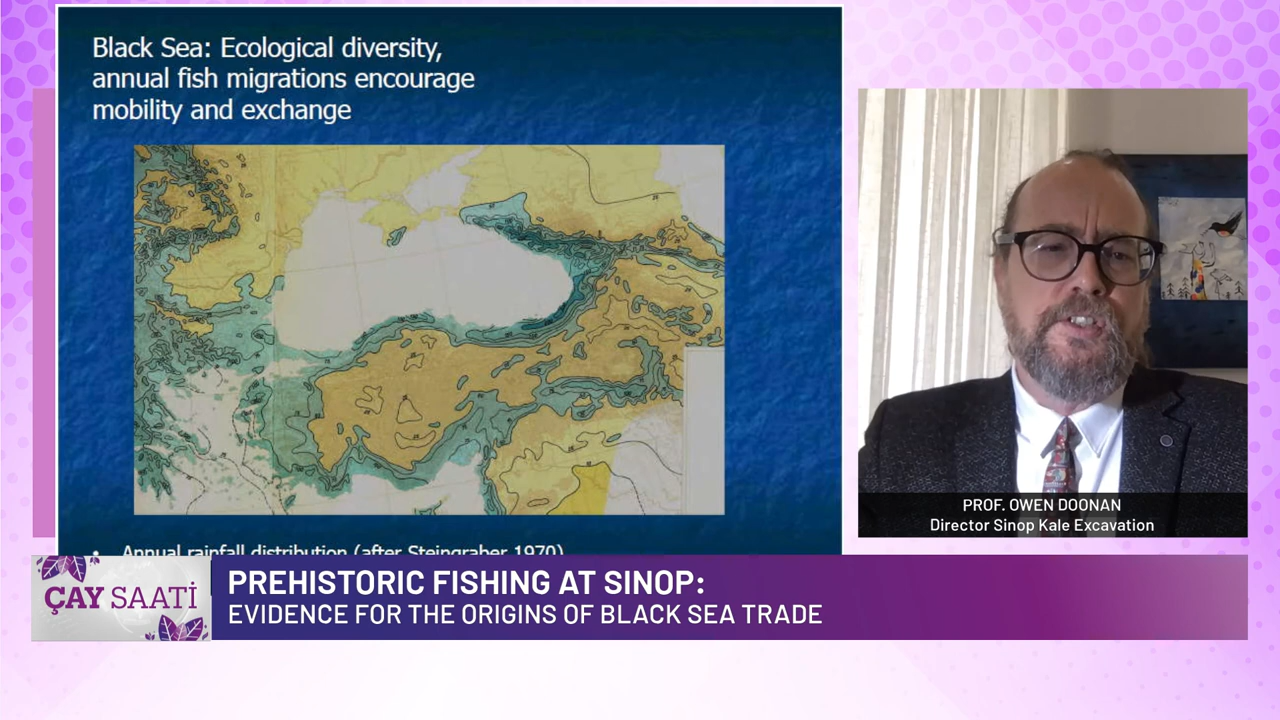 Black Sea: Ecological diversity,
annual fish migrations encourage
mobility and exchange
• Annual rainfall distribution (after Steingraber 1970)
PROF. OWEN DOONAN
Director Sinop Kale Excavation
ÇAY SAATİ
PREHISTORIC FISHING AT SINOP:
EVIDENCE FOR THE ORIGINS OF BLACK SEA TRADE